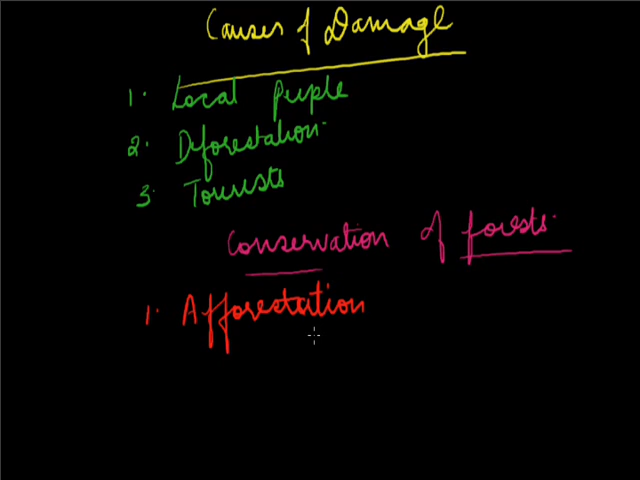 Causes of Damage
1. Local people
2. Deforestation.
3. Tourists
Conservation of forests.
1. Afforestation